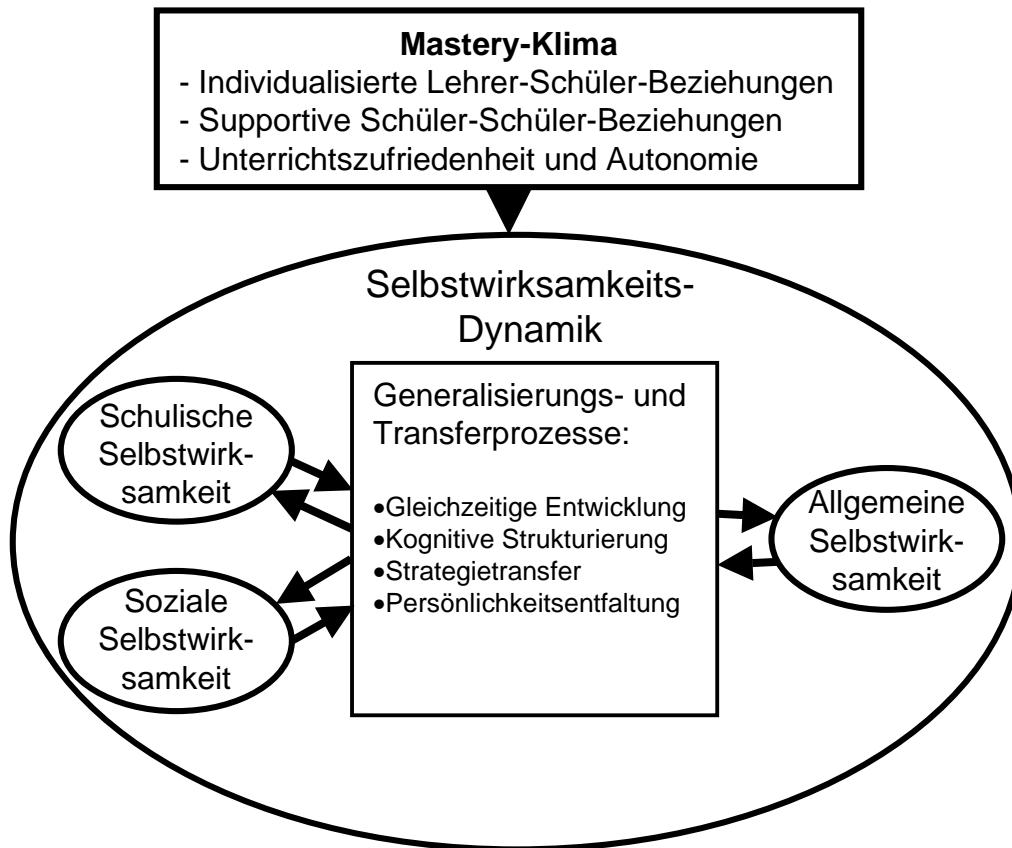 Mastery-Klima
- Individualisierte Lehrer-Schüler-Beziehungen
- Supportive Schüler-Schüler-Beziehungen
- Unterrichtszufriedenheit und Autonomie
Selbstwirksamkeits-
Dynamik
Schulische
Selbstwirk-
samkeit
Soziale
Selbstwirk-
samkeit
Generalisierungs- und
Transferprozesse:
•Gleichzeitige Entwicklung
•Kognitive Strukturierung
•Strategietransfer
•Persönlichkeitsentfaltung
Allgemeine
Selbstwirk-
samkeit